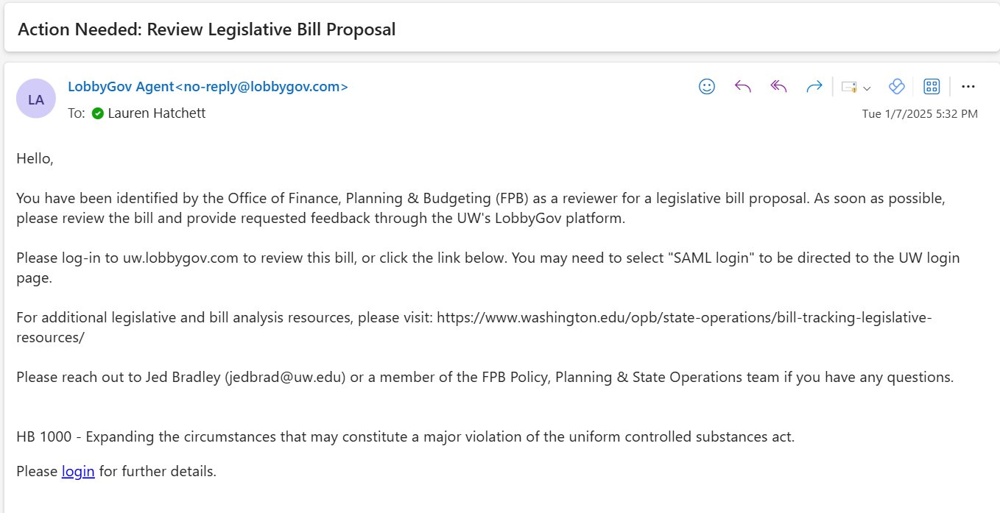 Action Needed: Review Legislative Bill Proposal
LA
LobbyGov Agent<no-reply@lobbygov.com>
To: Lauren Hatchett
Tue 1/7/2025 5:32 PM
Hello,
You have been identified by the Office of Finance, Planning & Budgeting (FPB) as a reviewer for a legislative bill proposal. As soon as possible,
please review the bill and provide requested feedback through the UW's LobbyGov platform.
Please log-in to uw.lobbygov.com to review this bill, or click the link below. You may need to select "SAML login" to be directed to the UW login
page.
For additional legislative and bill analysis resources, please visit: https://www.washington.edu/opb/state-operations/bill-tracking-legislative-
resources/
Please reach out to Jed Bradley (jedbrad@uw.edu) or a member of the FPB Policy, Planning & State Operations team if you have any questions.
HB 1000 - Expanding the circumstances that may constitute a major violation of the uniform controlled substances act.
Please login for further details.